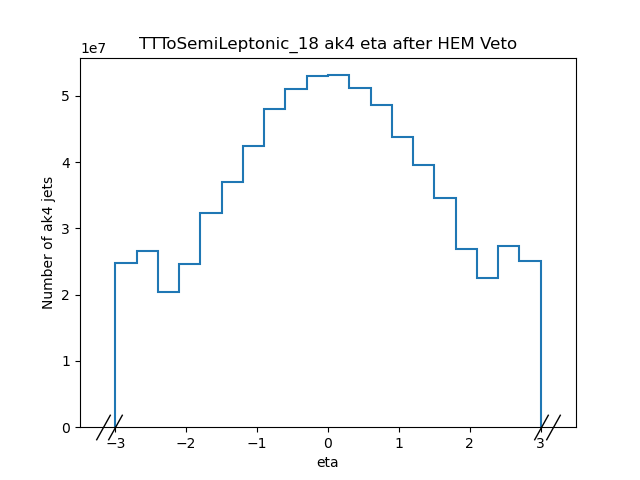 TTToSemiLeptonic_18 ak4 eta after HEM Veto
1e7
Number of ak4 jets
5
4
3
2
1
0
−3 −2 −1 0 1 2 3
eta